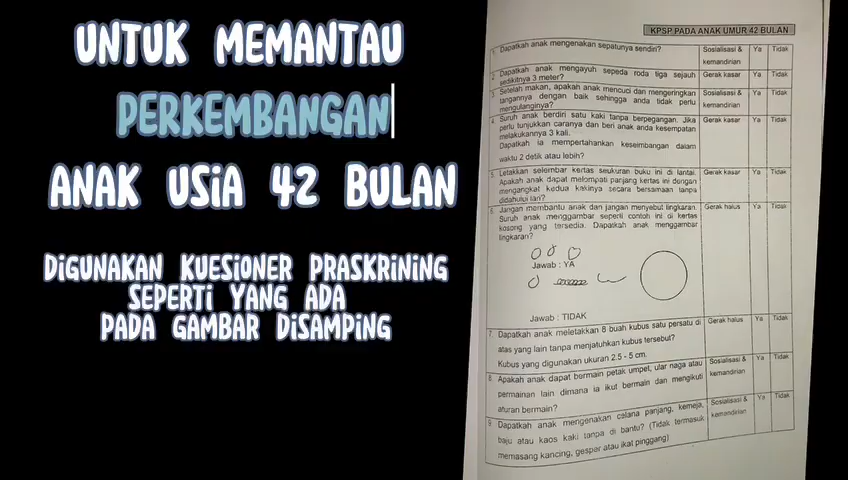 UNTUK MEMANTAU
PERKEMBANGAN
ANAK USIA 42 BULAN
DIGUNAKAN KUESIONER PRASKRINING
SEPERTI YANG ADA
PADA GAMBAR DISAMPING
KPSP PADA ANAK UMUR 42 BULAN
1. Dapatkah anak mengenakan sepatunya sendiri? Sosialisasi & Ya Tidak
kemandirian
2. Dapatkah anak mengayuh sepeda roda tiga sejauh Gerak kasar Ya Tidak
sedikitnya 3 meter?
3. Setelah makan, apakah anak mencuci dan mengeringkan Sosialisasi & Ya Tidak
tangannya dengan baik sehingga anda tidak perlu kemandirian
mengulanginya?
4. Suruh anak berdiri satu kaki tanpa berpegangan. Jika Gerak kasar Ya Tidak
perlu tunjukkan caranya dan beri anak anda kesempatan
melakukannya 3 kali.
Dapatkah ia mempertahankan keseimbangan dalam
waktu 2 detik atau lebih?
5. Letakkan selembar kertas seukuran buku ini di lantai. Gerak kasar Ya Tidak
Apakah anak dapat melompati panjang kertas ini dengan
mengangkat kedua kakinya secara bersamaan tanpa
didahului lari?
6. Jangan membantu anak dan jangan menyebut lingkaran. Gerak halus Ya Tidak
Suruh anak menggambar seperti contoh ini di kertas
kosong yang tersedia. Dapatkah anak menggambar
lingkaran?
Jawab : YA
Jawab : TIDAK
7. Dapatkah anak meletakkan 8 buah kubus satu persatu di Gerak halus Ya Tidak
atas yang lain tanpa menjatuhkan kubus tersebut?
Kubus yang digunakan ukuran 2.5 - 5 cm.
8. Apakah anak dapat bermain petak umpet, ular naga atau Sosialisasi & Ya Tidak
permainan lain dimana ia ikut bermain dan mengikuti kemandirian
aturan bermain?
9. Dapatkah anak mengenakan celana panjang, kemeja, Sosialisasi & Ya Tidak
baju atau kaos kaki tanpa di bantu? (Tidak termasuk kemandirian
memasang kancing, gesper atau ikat pinggang)